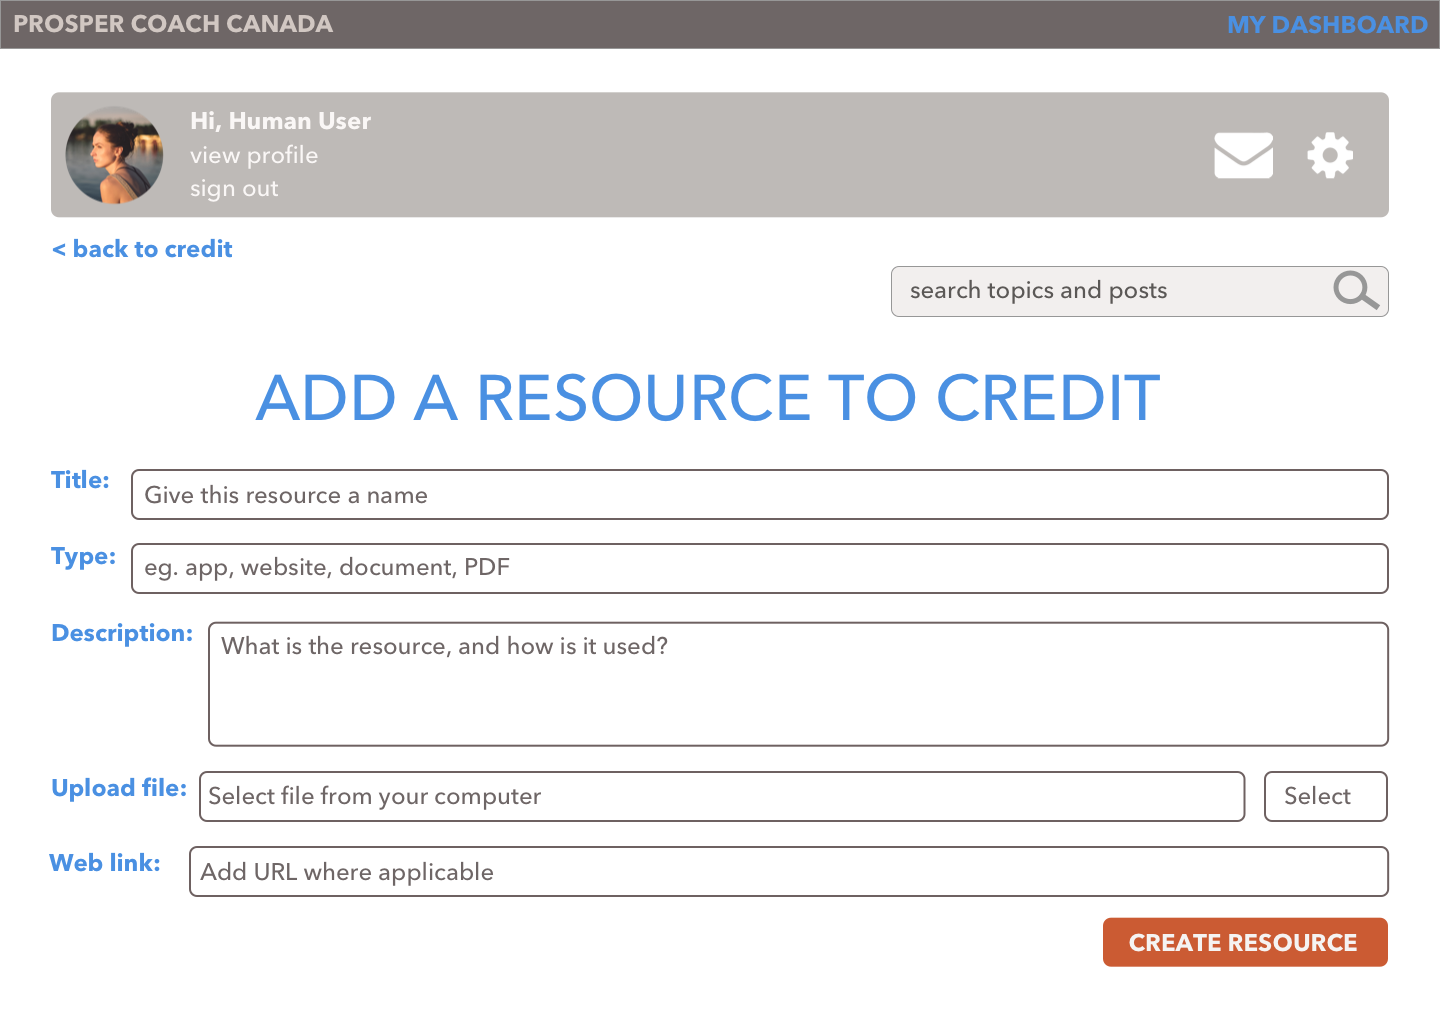 PROSPER COACH CANADA
MY DASHBOARD
Hi, Human User
view profile
sign out
< back to credit
search topics and posts
ADD A RESOURCE TO CREDIT
Title:
Give this resource a name
Type:
eg. app, website, document, PDF
Description:
What is the resource, and how is it used?
Upload file:
Select file from your computer
Select
Web link:
Add URL where applicable
CREATE RESOURCE